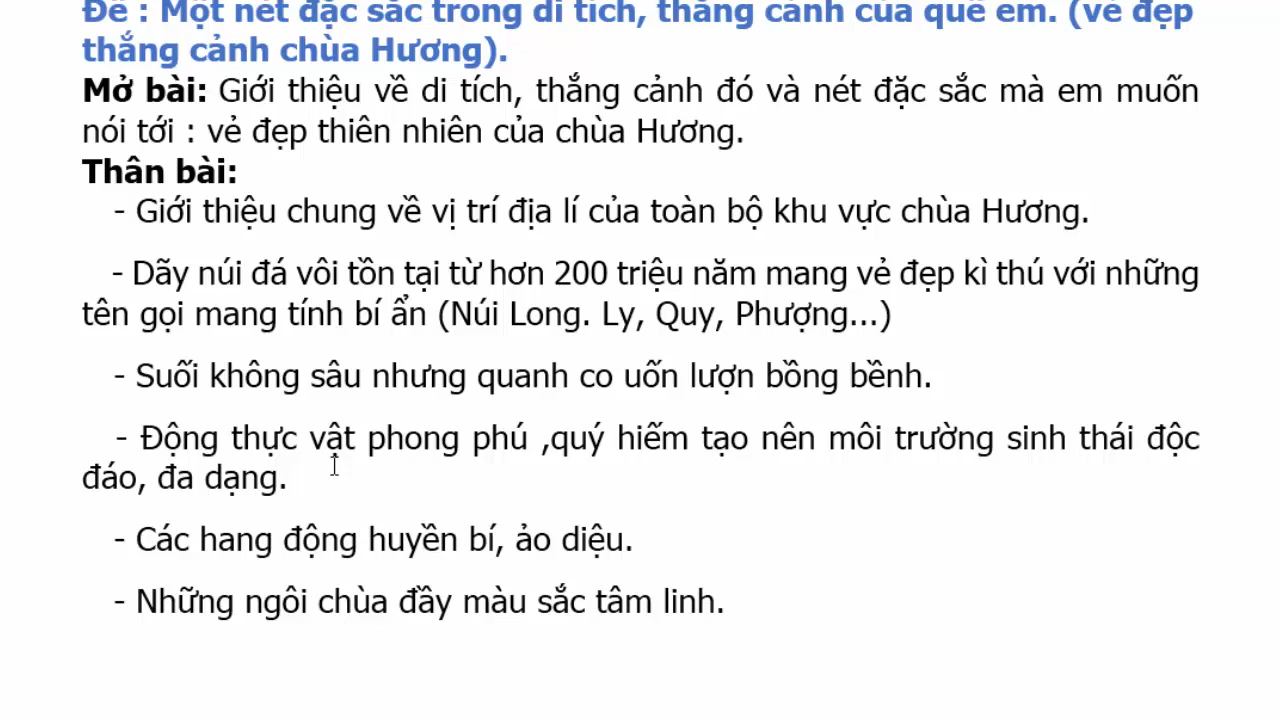 Đề : Một nét đặc sắc trong di tích, thắng cảnh của quê em. (vẻ đẹp
thắng cảnh chùa Hương).
Mở bài: Giới thiệu về di tích, thắng cảnh đó và nét đặc sắc mà em muốn
nói tới : vẻ đẹp thiên nhiên của chùa Hương.
Thân bài:
- Giới thiệu chung về vị trí địa lí của toàn bộ khu vực chùa Hương.
- Dãy núi đá vôi tồn tại từ hơn 200 triệu năm mang vẻ đẹp kì thú với những
tên gọi mang tính bí ẩn (Núi Long. Ly, Quy, Phượng...)
- Suối không sâu nhưng quanh co uốn lượn bồng bềnh.
- Động thực vật phong phú ,quý hiếm tạo nên môi trường sinh thái độc
đáo, đa dạng.
- Các hang động huyền bí, ảo diệu.
- Những ngôi chùa đầy màu sắc tâm linh.